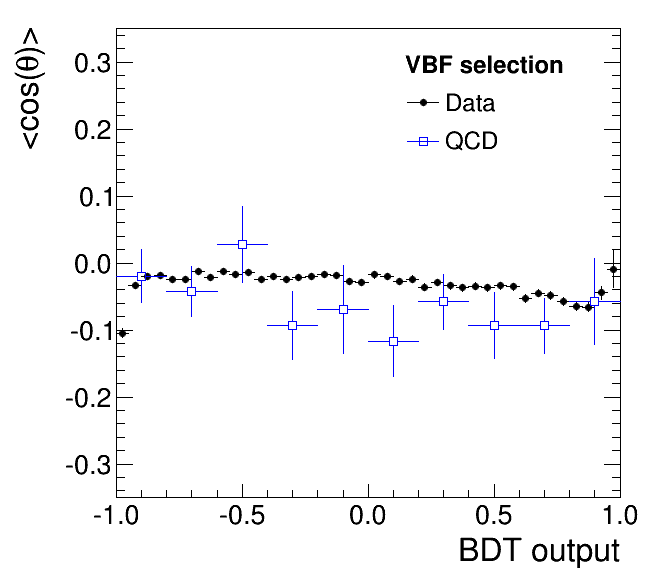 <cos(θ)>
VBF selection
Data
QCD
0.3
0.2
0.1
0.0
-0.1
-0.2
-0.3
-1.0 -0.5 0.0 0.5 1.0
BDT output